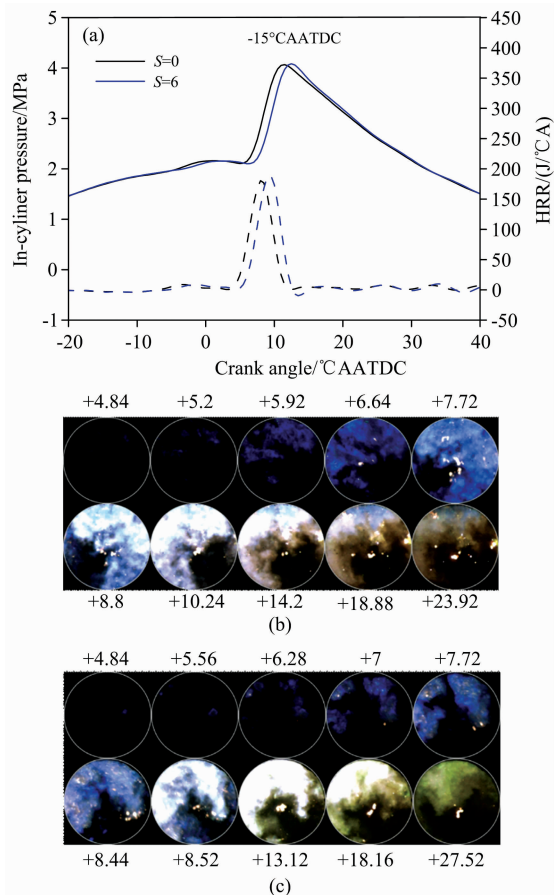 (a)
-15°CAATDC
S=0
S=6
5
4
3
2
1
0
-1
450
400
350
300
250
200
150
100
50
0
-50
In-cyliner pressure/MPa
HRR/(J/℃A)
-20 -10 0 10 20 30 40
Crank angle/℃AATDC
+4.84 +5.2 +5.92 +6.64 +7.72
+8.8 +10.24 +14.2 +18.88 +23.92
(b)
+4.84 +5.56 +6.28 +7 +7.72
+8.44 +8.52 +13.12 +18.16 +27.52
(c)